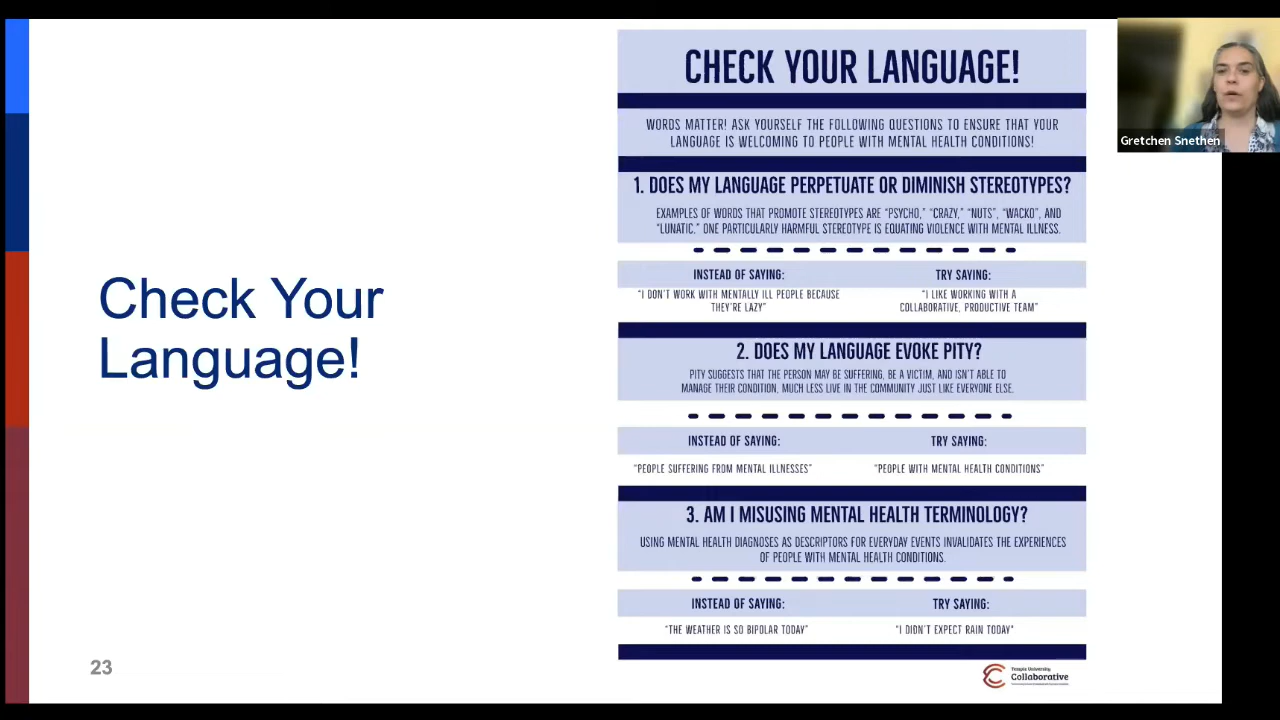 Check Your
Language!
23
CHECK YOUR LANGUAGE!
WORDS MATTER! ASK YOURSELF THE FOLLOWING QUESTIONS TO ENSURE THAT YOUR
LANGUAGE IS WELCOMING TO PEOPLE WITH MENTAL HEALTH CONDITIONS!
1. DOES MY LANGUAGE PERPETUATE OR DIMINISH STEREOTYPES?
EXAMPLES OF WORDS THAT PROMOTE STEREOTYPES ARE "PSYCHO," "CRAZY," "NUTS", "WACKO", AND
"LUNATIC." ONE PARTICULARLY HARMFUL STEREOTYPE IS EQUATING VIOLENCE WITH MENTAL ILLNESS.
INSTEAD OF SAYING:
"I DON'T WORK WITH MENTALLY ILL PEOPLE BECAUSE
THEY'RE LAZY"
TRY SAYING:
"I LIKE WORKING WITH A
COLLABORATIVE, PRODUCTIVE TEAM"
2. DOES MY LANGUAGE EVOKE PITY?
PITY SUGGESTS THAT THE PERSON MAY BE SUFFERING, BE A VICTIM, AND ISN'T ABLE TO
MANAGE THEIR CONDITION, MUCH LESS LIVE IN THE COMMUNITY JUST LIKE EVERYONE ELSE.
INSTEAD OF SAYING:
"PEOPLE SUFFERING FROM MENTAL ILLNESSES"
TRY SAYING:
"PEOPLE WITH MENTAL HEALTH CONDITIONS"
3. AM I MISUSING MENTAL HEALTH TERMINOLOGY?
USING MENTAL HEALTH DIAGNOSES AS DESCRIPTORS FOR EVERYDAY EVENTS INVALIDATES THE EXPERIENCES
OF PEOPLE WITH MENTAL HEALTH CONDITIONS.
INSTEAD OF SAYING:
"THE WEATHER IS SO BIPOLAR TODAY"
TRY SAYING:
"I DIDN'T EXPECT RAIN TODAY"
Temple University
Collaborative
Gretchen Snethen